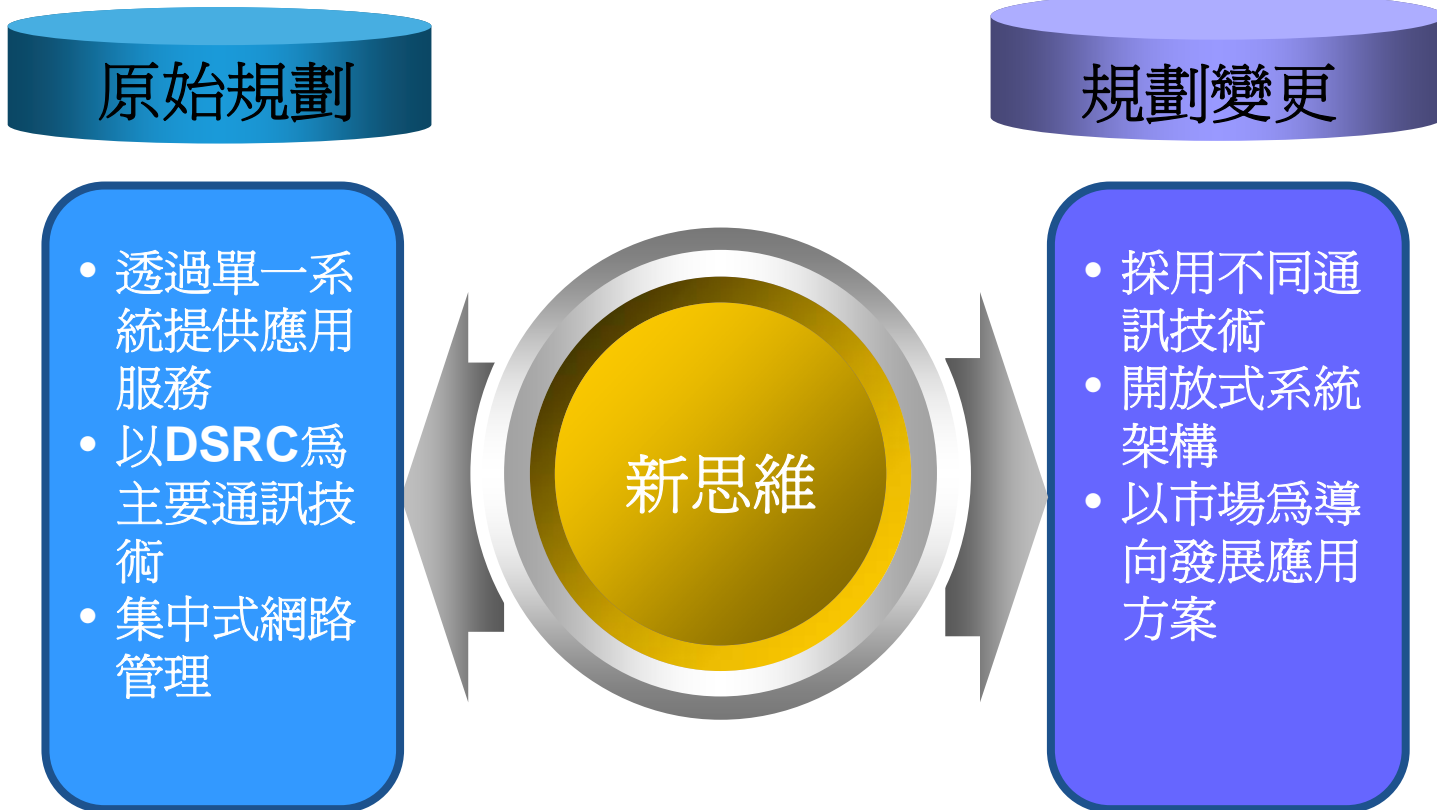 原始規劃
• 透過單一系
統提供應用
服務
• 以DSRC爲
主要通訊技
術
• 集中式網路
管理
新思維
規劃變更
• 採用不同通
訊技術
• 開放式系統
架構
• 以市場爲導
向發展應用
方案